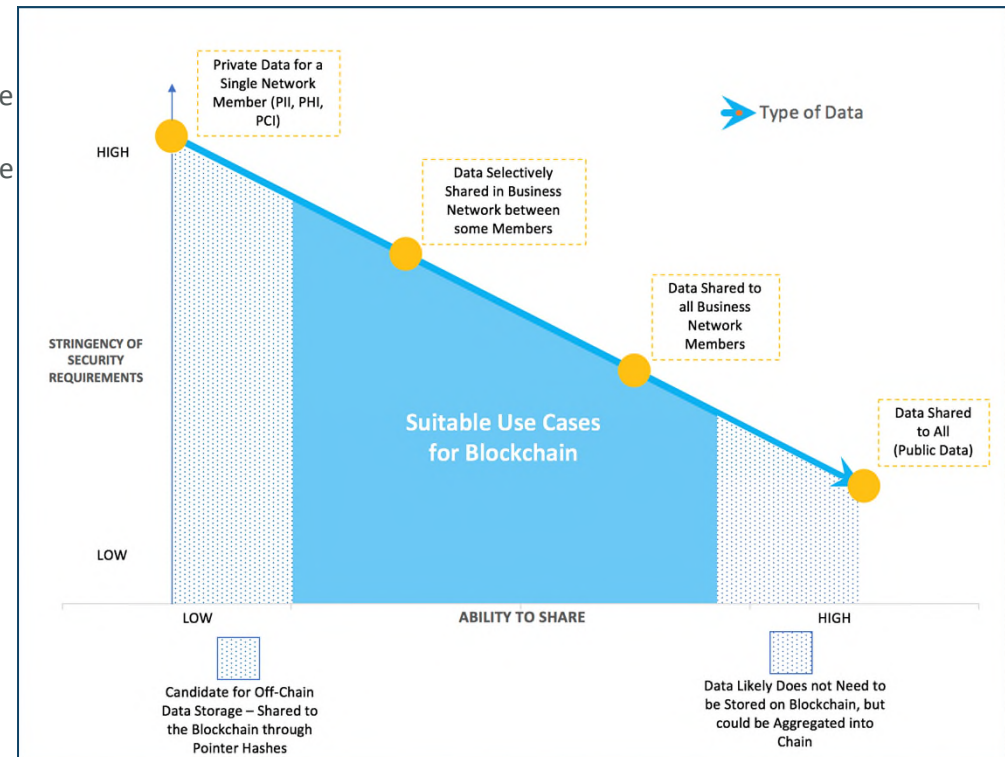 e
e
Private Data for a
Single Network
Member (PII, PHI,
PCI)
Type of Data
HIGH
Data Selectively
Shared in Business
Network between
some Members
Data Shared to
all Business
Network
Members
STRINGENCY OF
SECURITY
REQUIREMENTS
Suitable Use Cases
for Blockchain
Data Shared
to All
(Public Data)
LOW
LOW
ABILITY TO SHARE
HIGH
Candidate for Off-Chain
Data Storage – Shared to
the Blockchain through
Pointer Hashes
Data Likely Does not Need to
be Stored on Blockchain, but
could be Aggregated into
Chain